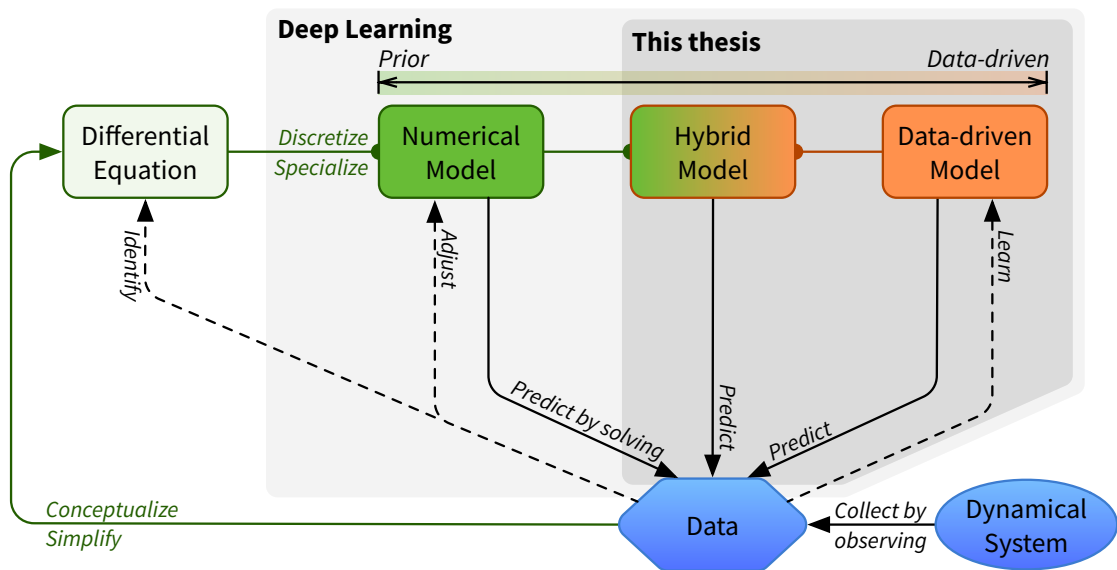 Deep Learning
This thesis
Prior
Data-driven
Differential
Equation
Discretize
Specialize
Numerical
Model
Hybrid
Model
Data-driven
Model
Identify
Adjust
Learn
Predict by solving
Predict
Predict
Conceptualize
Simplify
Data
Collect by
observing
Dynamical
System